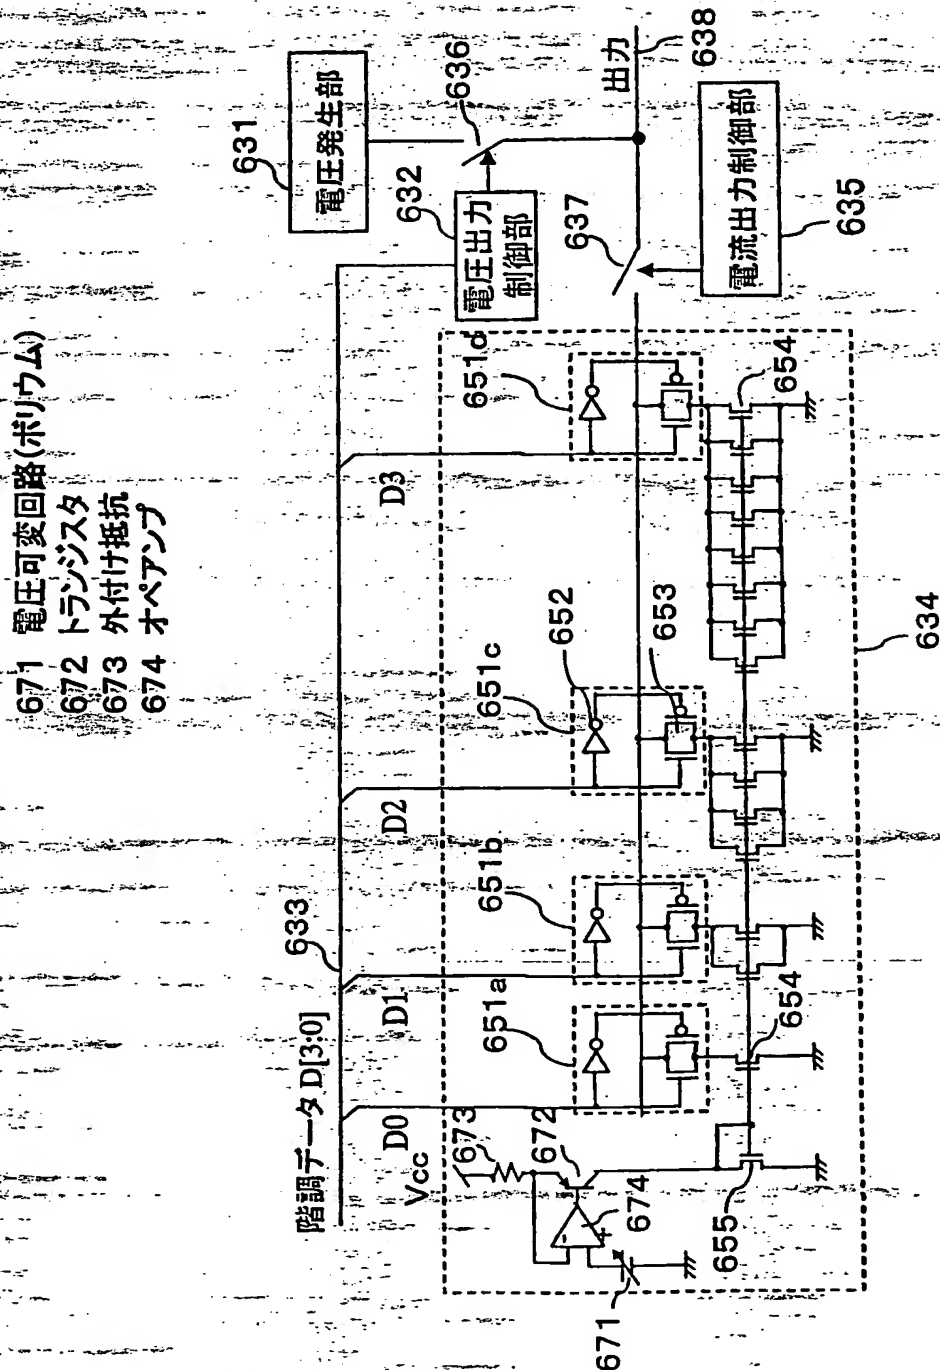 671 電圧可変回路(ボリウム)
672 トランジスタ
673 外付け抵抗
674 オペアンプ
631
電圧発生部
636
632
電圧出力
制御部
出力
638
637
電流出力制御部
635
633
階調データ D[3:0]
D0
D1
D2
D3
651a
651b
651c
651d
652
653
654
654
Vcc
673
672
674
-
+
671
655
634